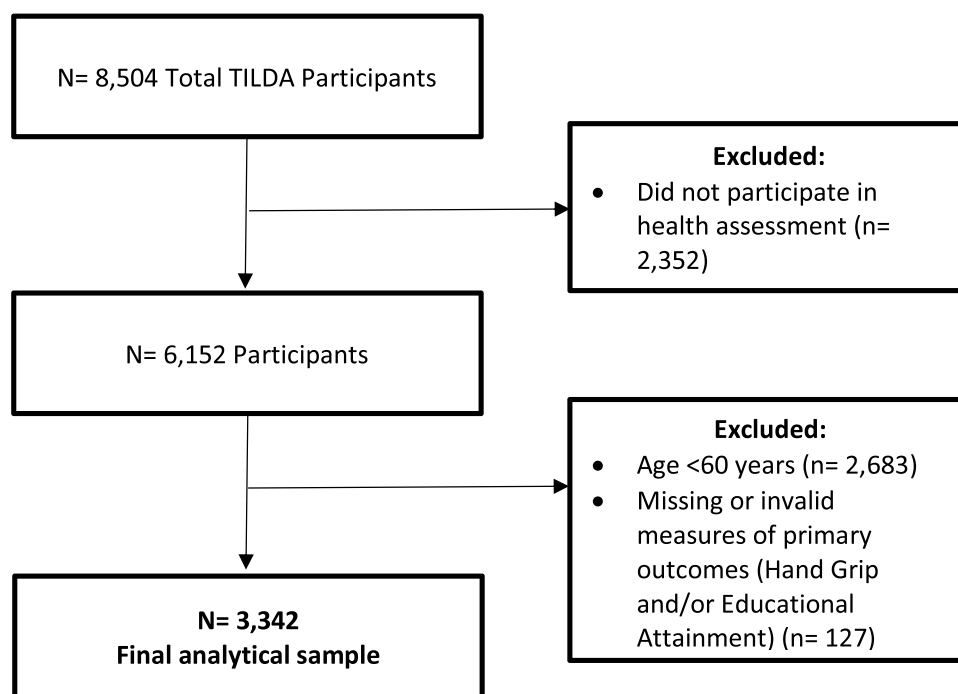 N= 8,504 Total TILDA Participants
Excluded:
• Did not participate in
health assessment (n=
2,352)
N= 6,152 Participants
Excluded:
• Age <60 years (n= 2,683)
• Missing or invalid
measures of primary
outcomes (Hand Grip
and/or Educational
Attainment) (n= 127)
N= 3,342
Final analytical sample